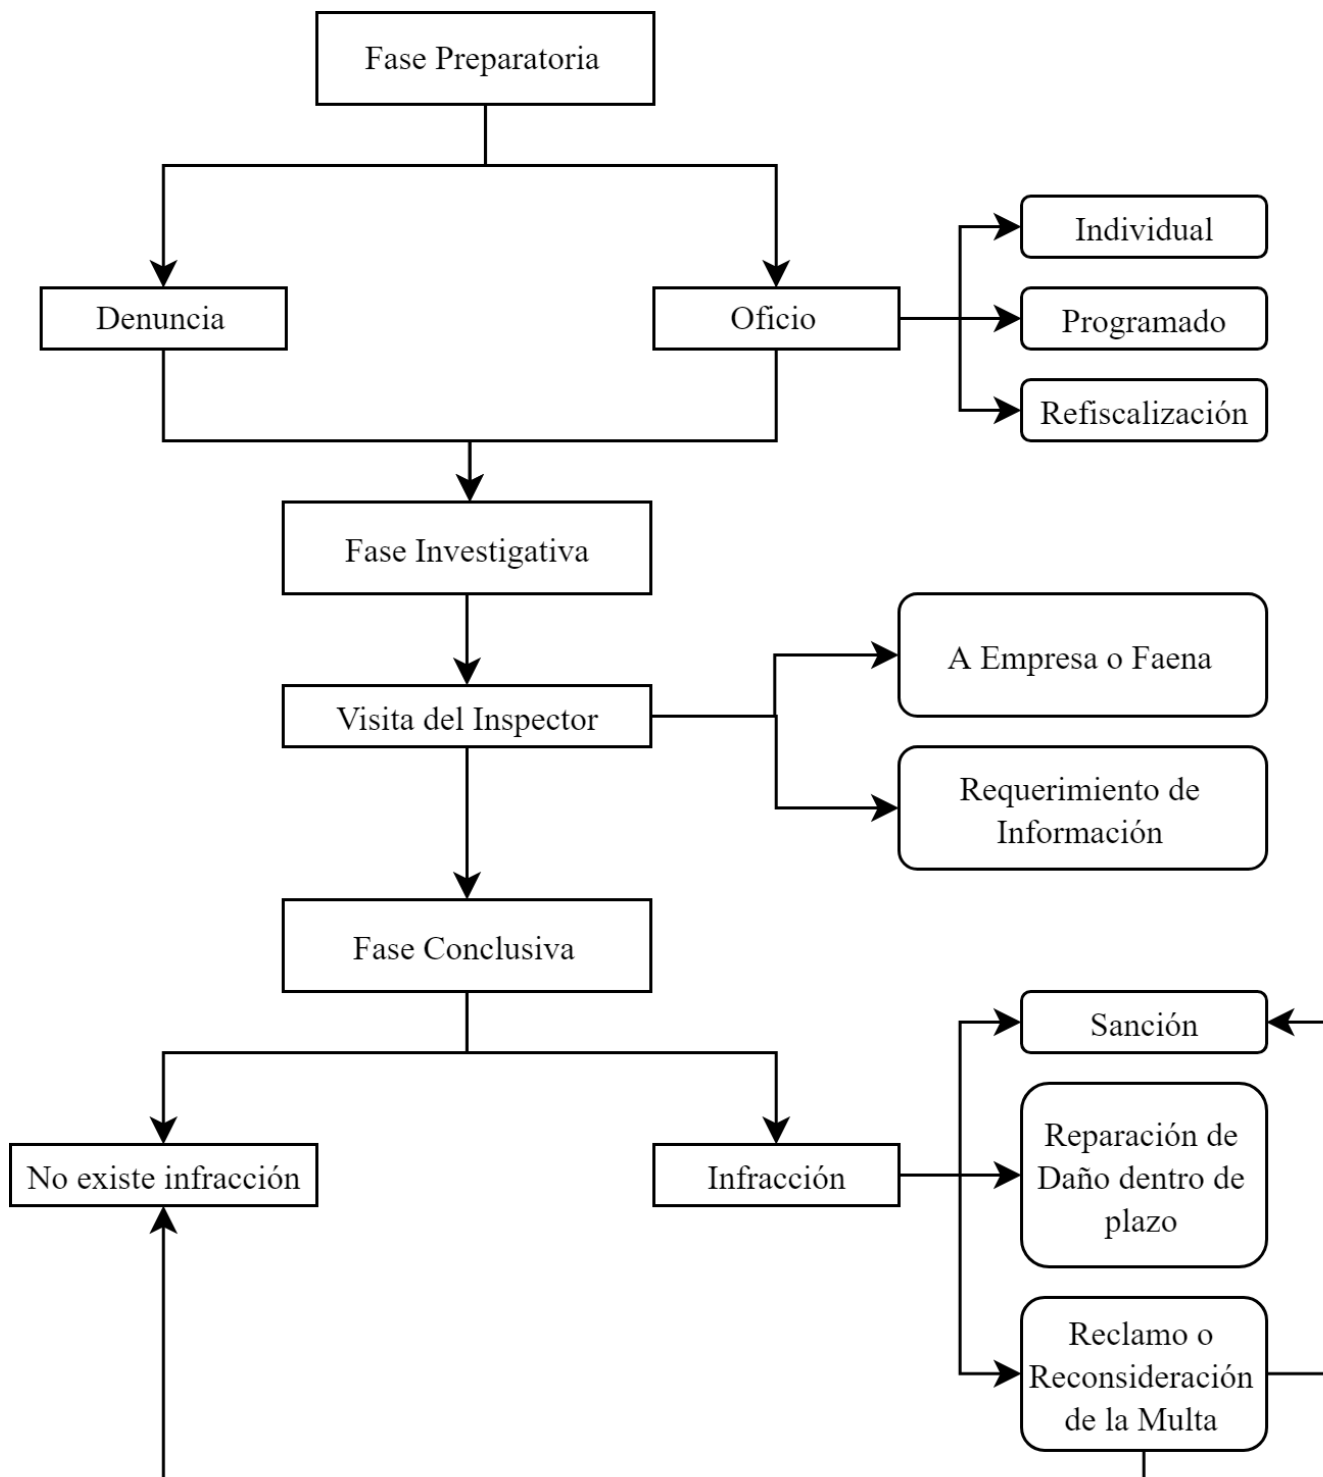 Fase Preparatoria
Denuncia
Oficio
Individual
Programado
Refiscalización
Fase Investigativa
Visita del Inspector
A Empresa o Faena
Requerimiento de
Información
Fase Conclusiva
No existe infracción
Infracción
Sanción
Reparación de
Daño dentro de
plazo
Reclamo o
Reconsideración
de la Multa